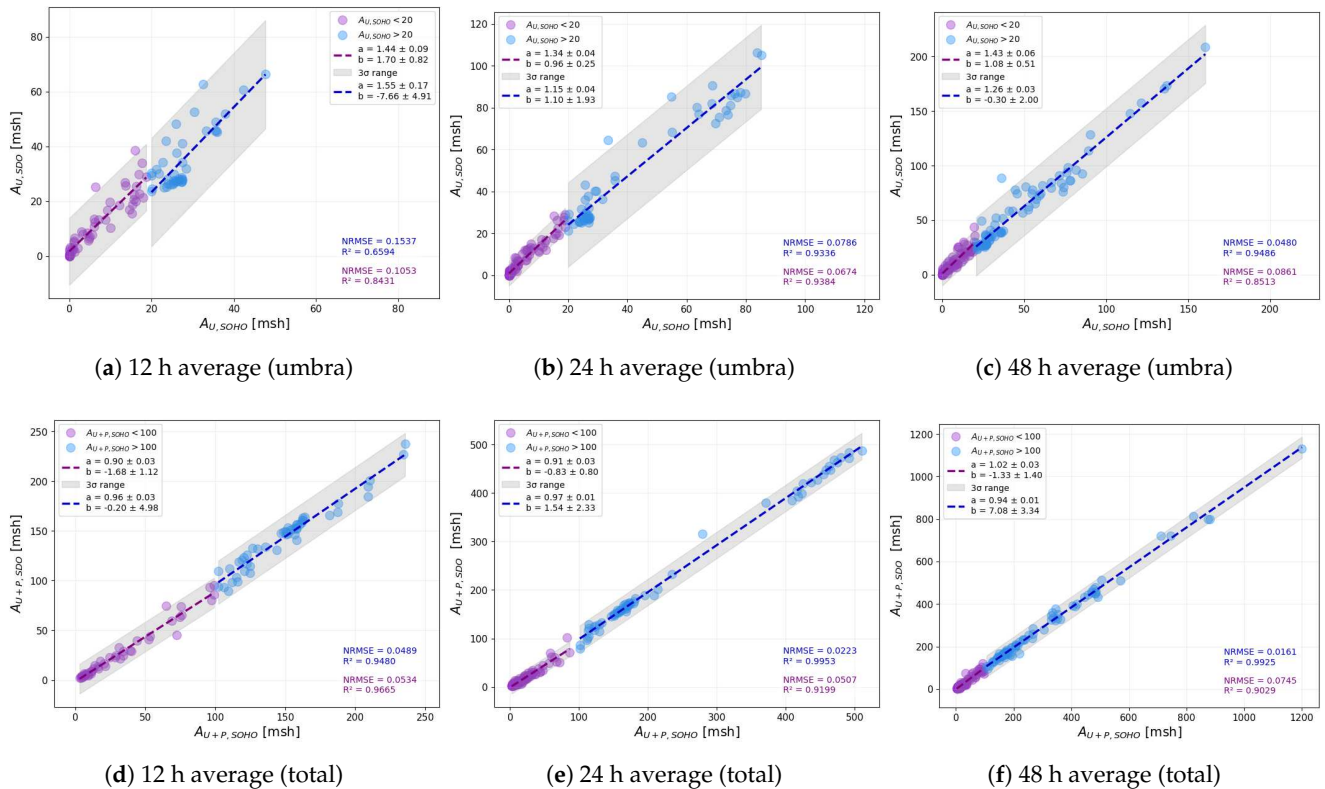 A_{U,SDO} [msh]
80
60
40
20
0
A_{U,SOHO} < 20
A_{U,SOHO} > 20
a = 1.44 ± 0.09
b = 1.70 ± 0.82
3σ range
a = 1.55 ± 0.17
b = -7.66 ± 4.91
NRMSE = 0.1537
R² = 0.6594
NRMSE = 0.1053
R² = 0.8431
0 20 40 60 80
A_{U,SOHO} [msh]
(a) 12 h average (umbra)
A_{U,SDO} [msh]
120
100
80
60
40
20
0
A_{U,SOHO} < 20
A_{U,SOHO} > 20
a = 1.34 ± 0.04
b = 0.96 ± 0.25
3σ range
a = 1.15 ± 0.04
b = 1.10 ± 1.93
NRMSE = 0.0786
R² = 0.9336
NRMSE = 0.0674
R² = 0.9384
0 20 40 60 80 100 120
A_{U,SOHO} [msh]
(b) 24 h average (umbra)
A_{U,SDO} [msh]
200
150
100
50
0
A_{U,SOHO} < 20
A_{U,SOHO} > 20
a = 1.43 ± 0.06
b = 1.08 ± 0.51
3σ range
a = 1.26 ± 0.03
b = -0.30 ± 2.00
NRMSE = 0.0480
R² = 0.9486
NRMSE = 0.0861
R² = 0.8513
0 50 100 150 200
A_{U,SOHO} [msh]
(c) 48 h average (umbra)
A_{U+P,SDO} [msh]
250
200
150
100
50
0
A_{U+P,SOHO} < 100
A_{U+P,SOHO} > 100
a = 0.90 ± 0.03
b = -1.68 ± 1.12
3σ range
a = 0.96 ± 0.03
b = -0.20 ± 4.98
NRMSE = 0.0489
R² = 0.9480
NRMSE = 0.0534
R² = 0.9665
0 50 100 150 200 250
A_{U+P,SOHO} [msh]
(d) 12 h average (total)
A_{U+P,SDO} [msh]
500
400
300
200
100
0
A_{U+P,SOHO} < 100
A_{U+P,SOHO} > 100
a = 0.91 ± 0.03
b = -0.83 ± 0.80
3σ range
a = 0.97 ± 0.01
b = 1.54 ± 2.33
NRMSE = 0.0223
R² = 0.9953
NRMSE = 0.0507
R² = 0.9199
0 100 200 300 400 500
A_{U+P,SOHO} [msh]
(e) 24 h average (total)
A_{U+P,SDO} [msh]
1200
1000
800
600
400
200
0
A_{U+P,SOHO} < 100
A_{U+P,SOHO} > 100
a = 1.02 ± 0.03
b = -1.33 ± 1.40
3σ range
a = 0.94 ± 0.01
b = 7.08 ± 3.34
NRMSE = 0.0161
R² = 0.9925
NRMSE = 0.0745
R² = 0.9029
0 200 400 600 800 1000 1200
A_{U+P,SOHO} [msh]
(f) 48 h average (total)